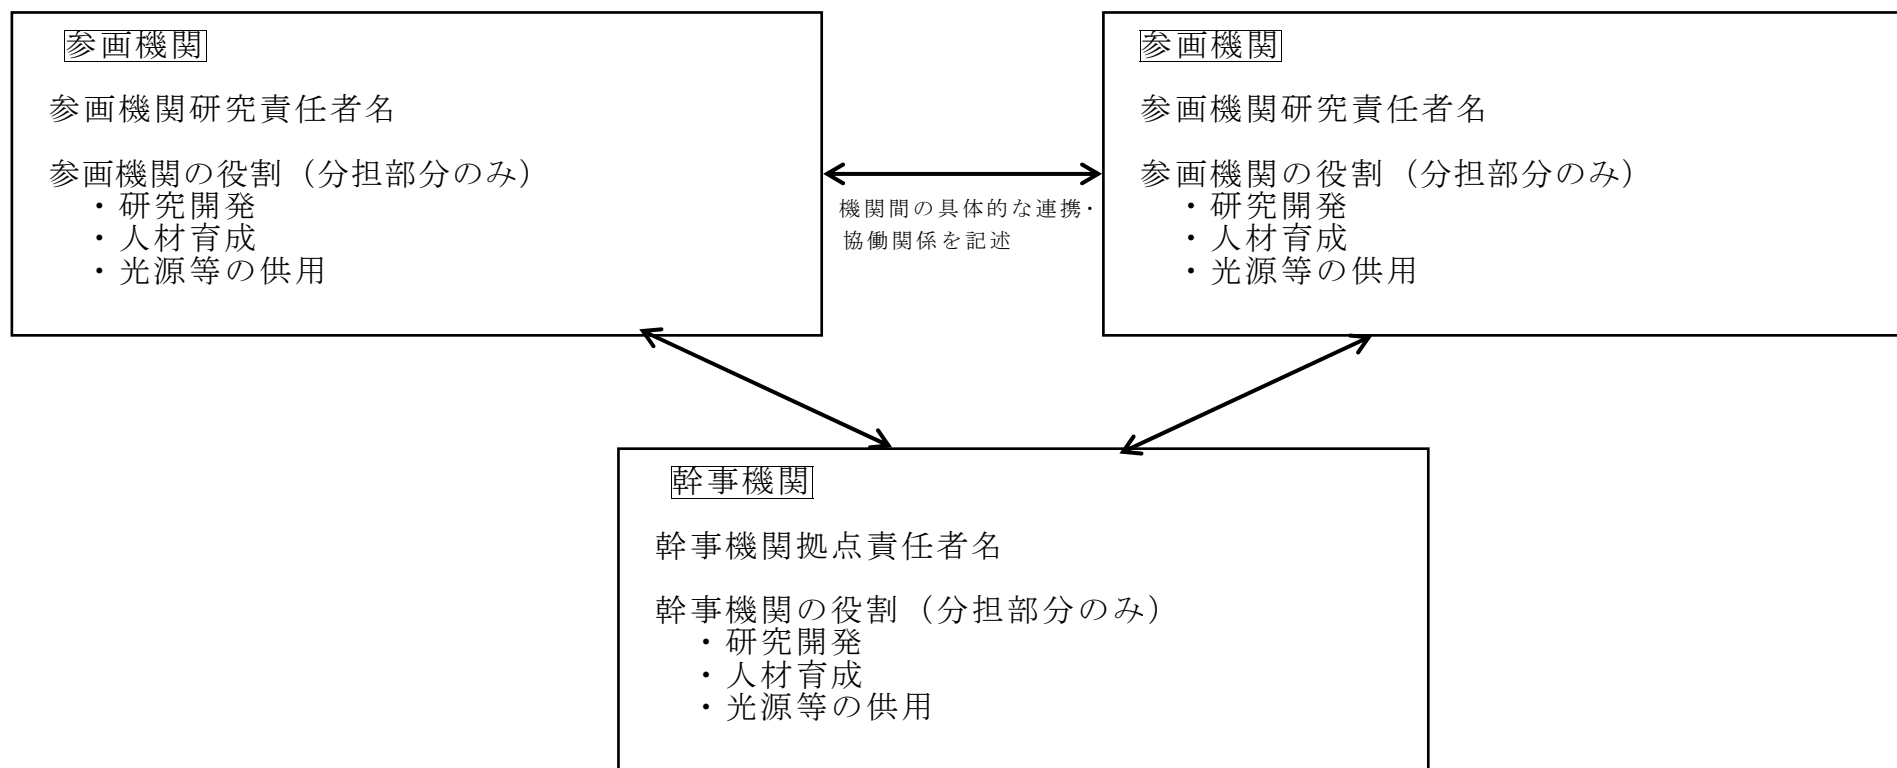 参画機関
参画機関研究責任者名
参画機関の役割（分担部分のみ）
・研究開発
・人材育成
・光源等の供用
機関間の具体的な連携・
協働関係を記述
参画機関
参画機関研究責任者名
参画機関の役割（分担部分のみ）
・研究開発
・人材育成
・光源等の供用
幹事機関
幹事機関拠点責任者名
幹事機関の役割（分担部分のみ）
・研究開発
・人材育成
・光源等の供用